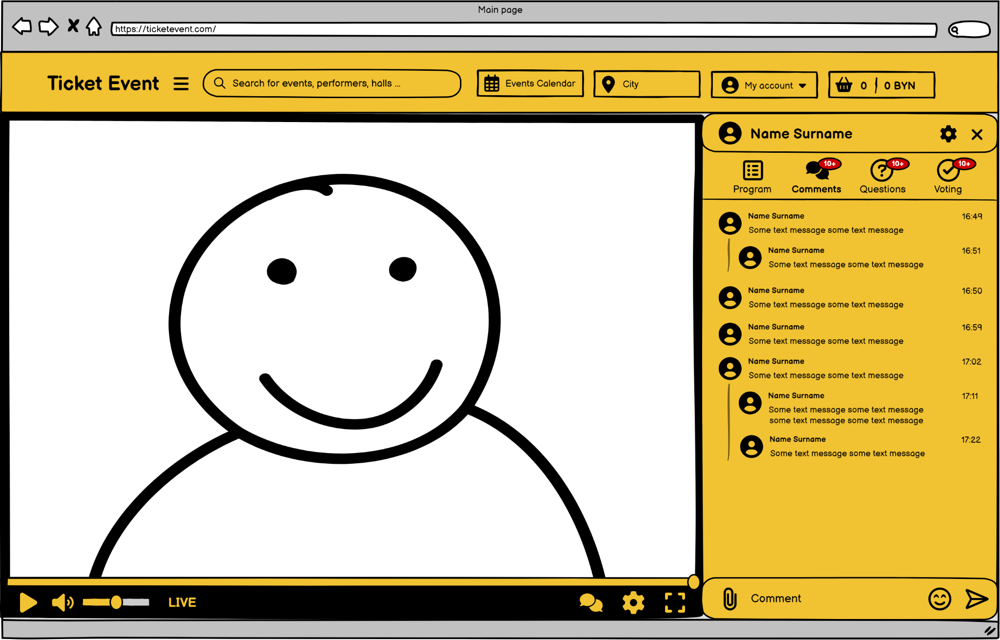 Main page
https://ticketevent.com/
Ticket Event
Search for events, performers, halls ...
Events Calendar
City
My account
0 | 0 BYN
Name Surname
10+
10+
10+
Program
Comments
Questions
Voting
Name Surname 16:49
Some text message some text message
Name Surname 16:51
Some text message some text message
Name Surname 16:50
Some text message some text message
Name Surname 16:59
Some text message some text message
Name Surname 17:02
Some text message some text message
Name Surname 17:11
Some text message some text message
some text message some text message
Name Surname 17:22
Some text message some text message
LIVE
Comment